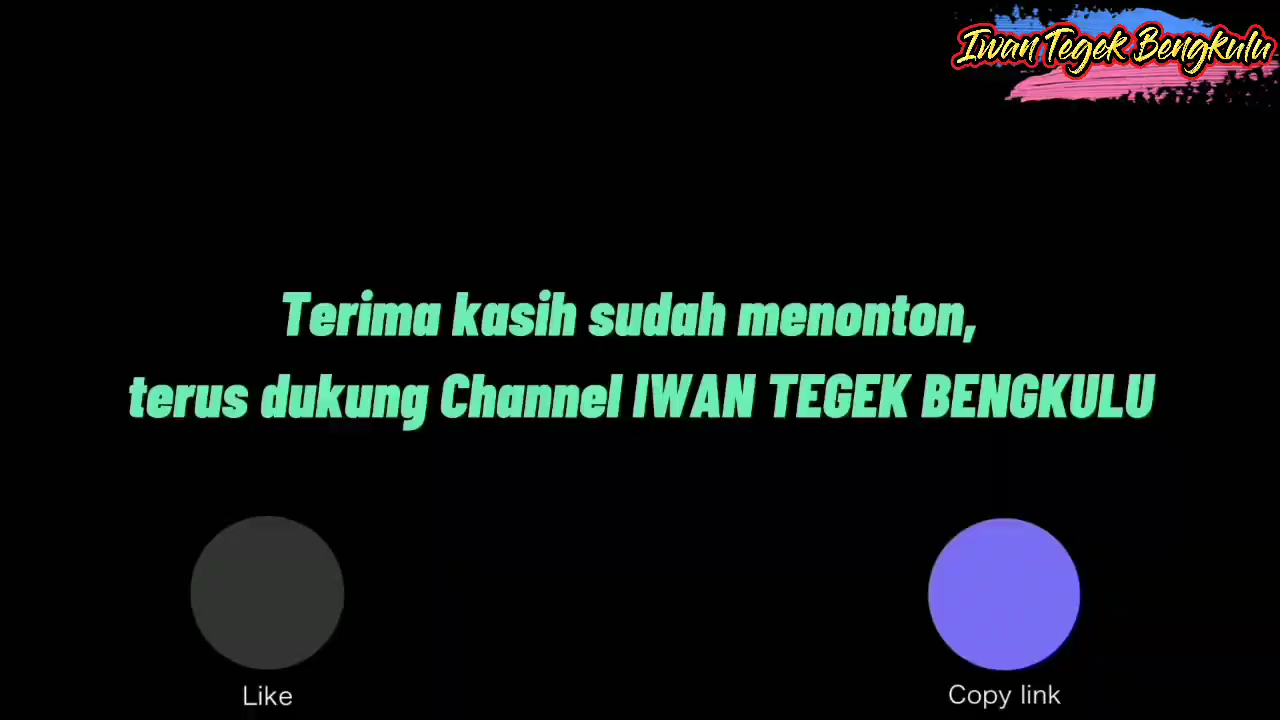 Iwan Tegek Bengkulu
Terima kasih sudah menonton,
terus dukung Channel IWAN TEGEK BENGKULU
Like
Copy link